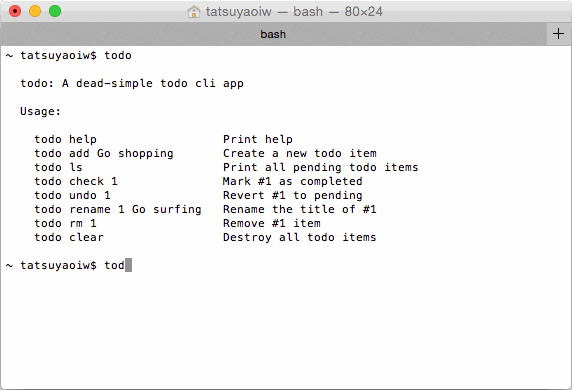 tatsuyaoiw — bash — 80×24
bash +
~ tatsuyaoiw$ todo
todo: A dead-simple todo cli app
Usage:
todo help Print help
todo add Go shopping Create a new todo item
todo ls Print all pending todo items
todo check 1 Mark #1 as completed
todo undo 1 Revert #1 to pending
todo rename 1 Go surfing Rename the title of #1
todo rm 1 Remove #1 item
todo clear Destroy all todo items
~ tatsuyaoiw$ tod